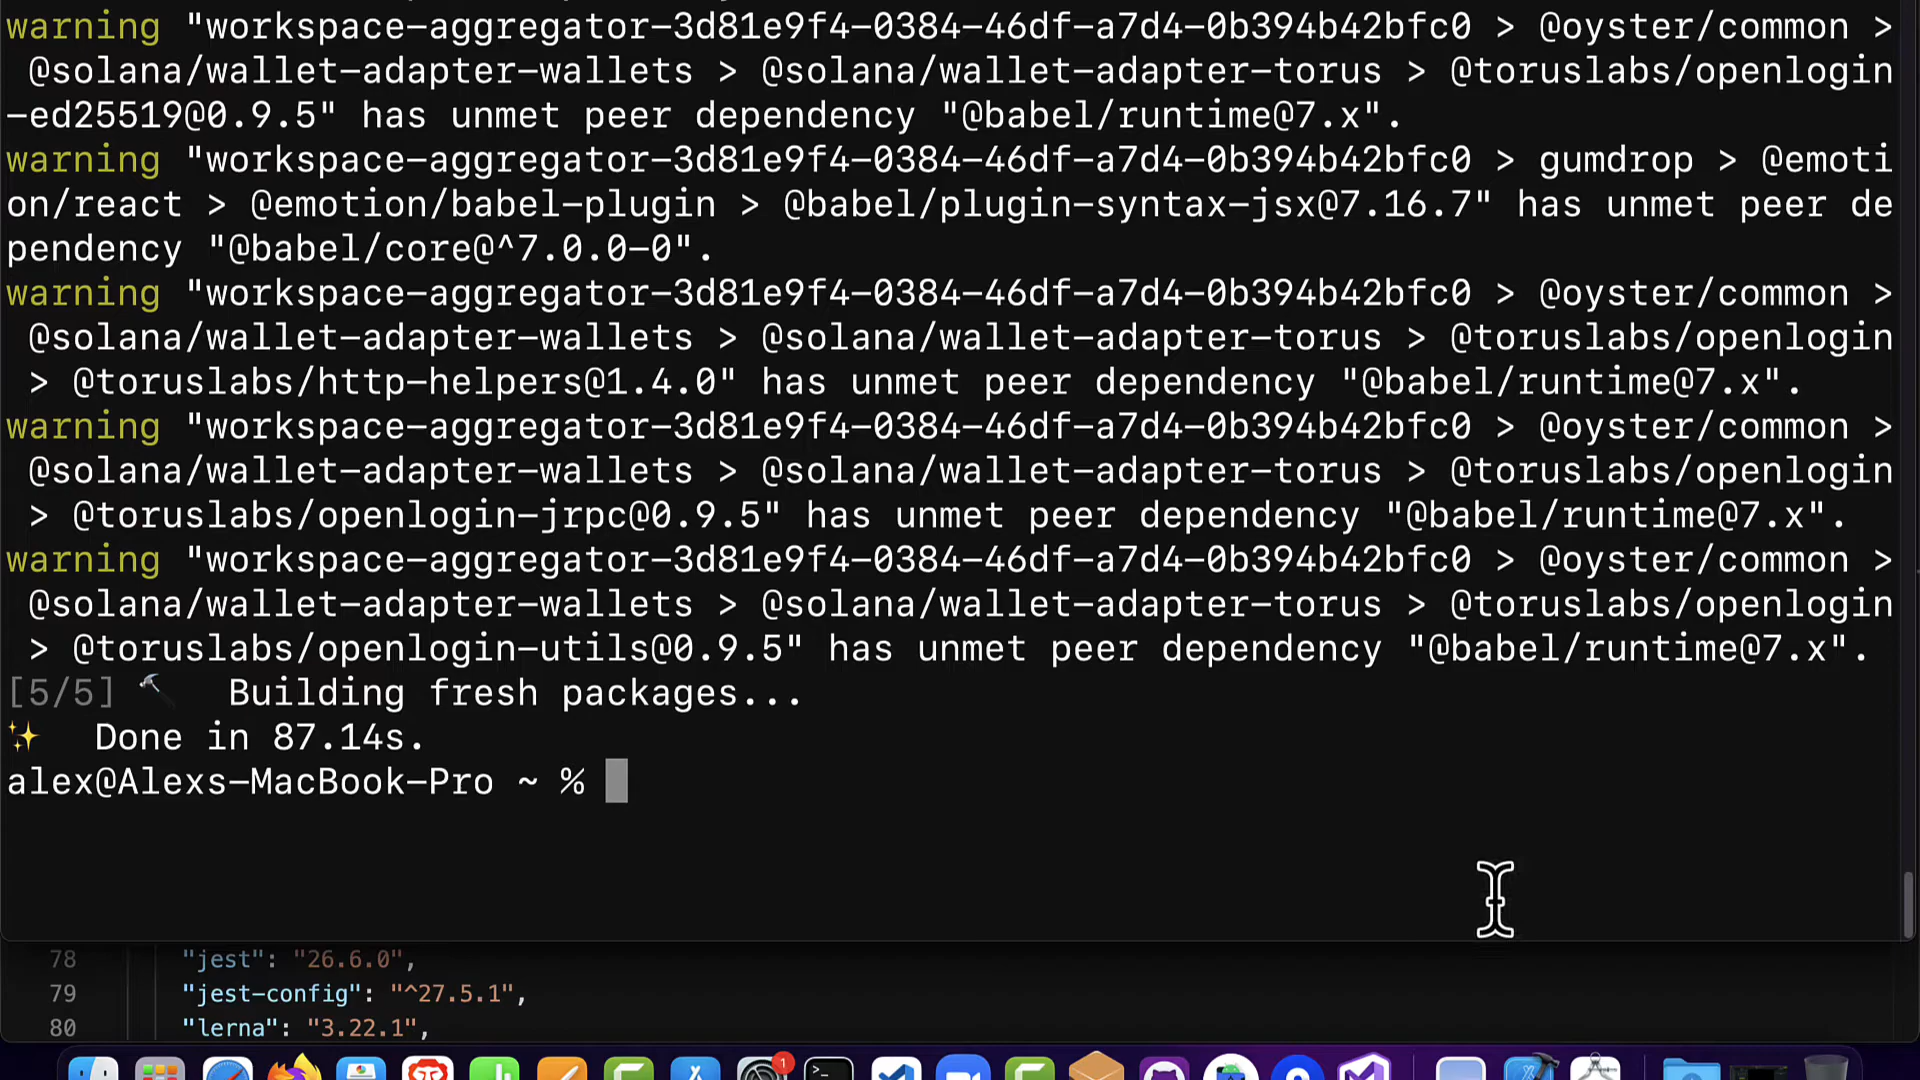 warning "workspace-aggregator-3d81e9f4-0384-46df-a7d4-0b394b42bfc0 > @oyster/common >
@solana/wallet-adapter-wallets > @solana/wallet-adapter-torus > @toruslabs/openlogin
-ed25519@0.9.5" has unmet peer dependency "@babel/runtime@7.x".
warning "workspace-aggregator-3d81e9f4-0384-46df-a7d4-0b394b42bfc0 > gumdrop > @emoti
on/react > @emotion/babel-plugin > @babel/plugin-syntax-jsx@7.16.7" has unmet peer de
pendency "@babel/core@^7.0.0-0".
warning "workspace-aggregator-3d81e9f4-0384-46df-a7d4-0b394b42bfc0 > @oyster/common >
@solana/wallet-adapter-wallets > @solana/wallet-adapter-torus > @toruslabs/openlogin
> @toruslabs/http-helpers@1.4.0" has unmet peer dependency "@babel/runtime@7.x".
warning "workspace-aggregator-3d81e9f4-0384-46df-a7d4-0b394b42bfc0 > @oyster/common >
@solana/wallet-adapter-wallets > @solana/wallet-adapter-torus > @toruslabs/openlogin
> @toruslabs/openlogin-jrpc@0.9.5" has unmet peer dependency "@babel/runtime@7.x".
warning "workspace-aggregator-3d81e9f4-0384-46df-a7d4-0b394b42bfc0 > @oyster/common >
@solana/wallet-adapter-wallets > @solana/wallet-adapter-torus > @toruslabs/openlogin
> @toruslabs/openlogin-utils@0.9.5" has unmet peer dependency "@babel/runtime@7.x".
[5/5] 🔨 Building fresh packages...
✨ Done in 87.14s.
alex@Alexs-MacBook-Pro ~ %
78 "jest": "26.6.0",
79 "jest-config": "^27.5.1",
80 "lerna": "3.22.1",
1
>_